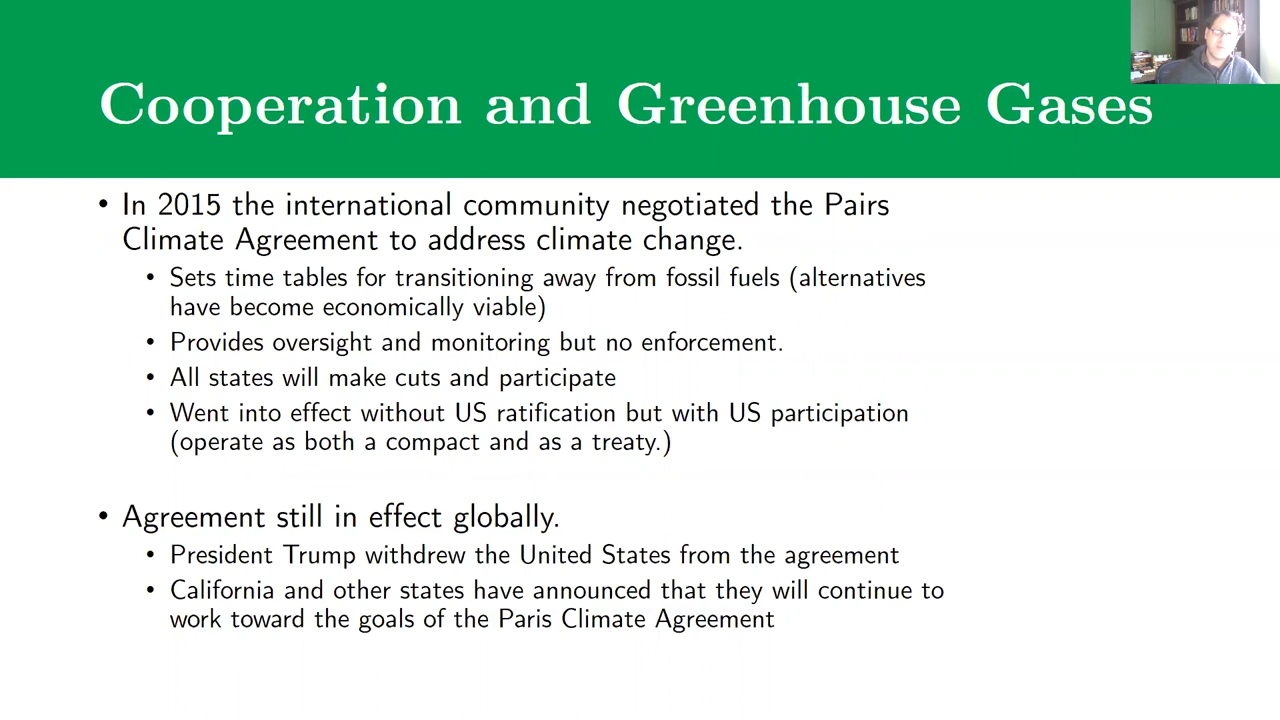 Cooperation and Greenhouse Gases
• In 2015 the international community negotiated the Pairs
Climate Agreement to address climate change.
• Sets time tables for transitioning away from fossil fuels (alternatives
have become economically viable)
• Provides oversight and monitoring but no enforcement.
• All states will make cuts and participate
• Went into effect without US ratification but with US participation
(operate as both a compact and as a treaty.)
• Agreement still in effect globally.
• President Trump withdrew the United States from the agreement
• California and other states have announced that they will continue to
work toward the goals of the Paris Climate Agreement